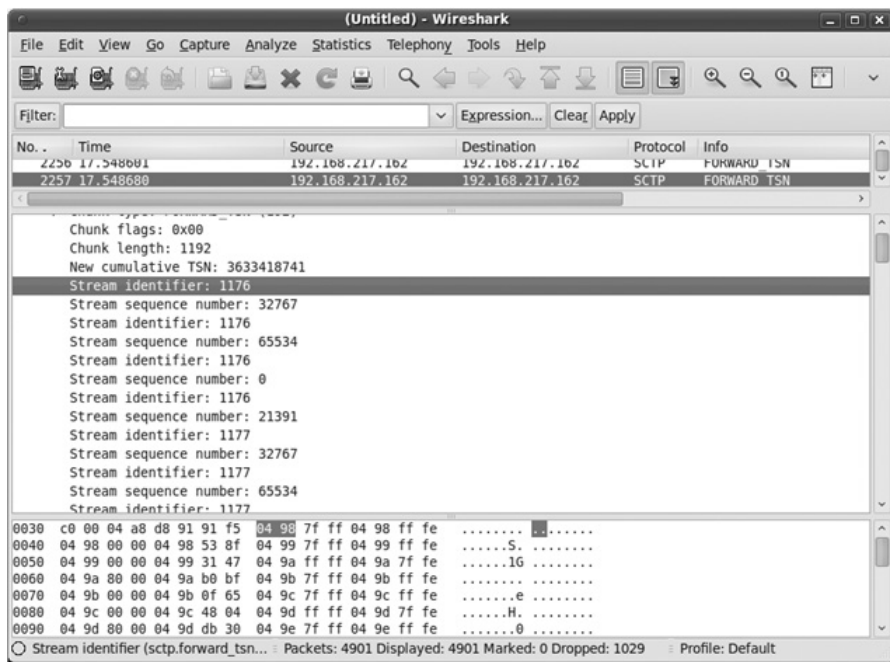 (Untitled) - Wireshark
File Edit View Go Capture Analyze Statistics Telephony Tools Help
Filter: Expression... Clear Apply
No. . Time Source Destination Protocol Info
2256 17.548601 192.168.217.162 192.168.217.162 SCTP FORWARD_TSN
2257 17.548680 192.168.217.162 192.168.217.162 SCTP FORWARD_TSN
Chunk flags: 0x00
Chunk length: 1192
New cumulative TSN: 3633418741
Stream identifier: 1176
Stream sequence number: 32767
Stream identifier: 1176
Stream sequence number: 65534
Stream identifier: 1176
Stream sequence number: 0
Stream identifier: 1176
Stream sequence number: 21391
Stream identifier: 1177
Stream sequence number: 32767
Stream identifier: 1177
Stream sequence number: 65534
Stream identifier: 1177
0030 c0 00 04 a8 d8 91 91 f5 04 98 7f ff 04 98 ff fe ........ ........
0040 04 98 00 00 04 98 53 8f 04 99 7f ff 04 99 ff fe ......S. ........
0050 04 99 00 00 04 99 31 47 04 9a ff ff 04 9a 7f fe ......1G ........
0060 04 9a 80 00 04 9a b0 bf 04 9b 7f ff 04 9b ff fe ........ ........
0070 04 9b 00 00 04 9b 0f 65 04 9c 7f ff 04 9c ff fe .......e ........
0080 04 9c 00 00 04 9c 48 04 04 9d ff ff 04 9d 7f fe ......H. ........
0090 04 9d 80 00 04 9d db 30 04 9e 7f ff 04 9e ff fe .......0 ........
Stream identifier (sctp.forward_tsn... Packets: 4901 Displayed: 4901 Marked: 0 Dropped: 1029 Profile: Default